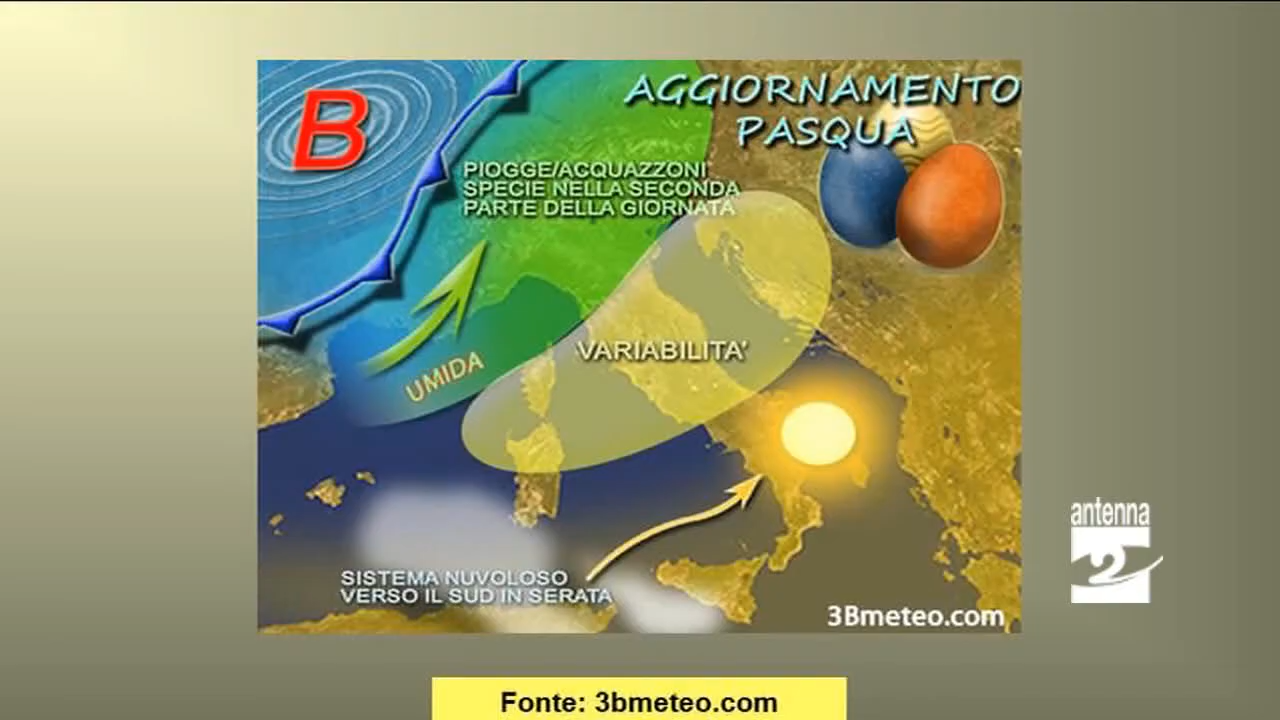 AGGIORNAMENTO
PASQUA
B
PIOGGE/ACQUAZZONI
SPECIE NELLA SECONDA
PARTE DELLA GIORNATA
VARIABILITA'
UMIDA
SISTEMA NUVOLOSO
VERSO IL SUD IN SERATA
3Bmeteo.com
antenna
2
Fonte: 3bmeteo.com